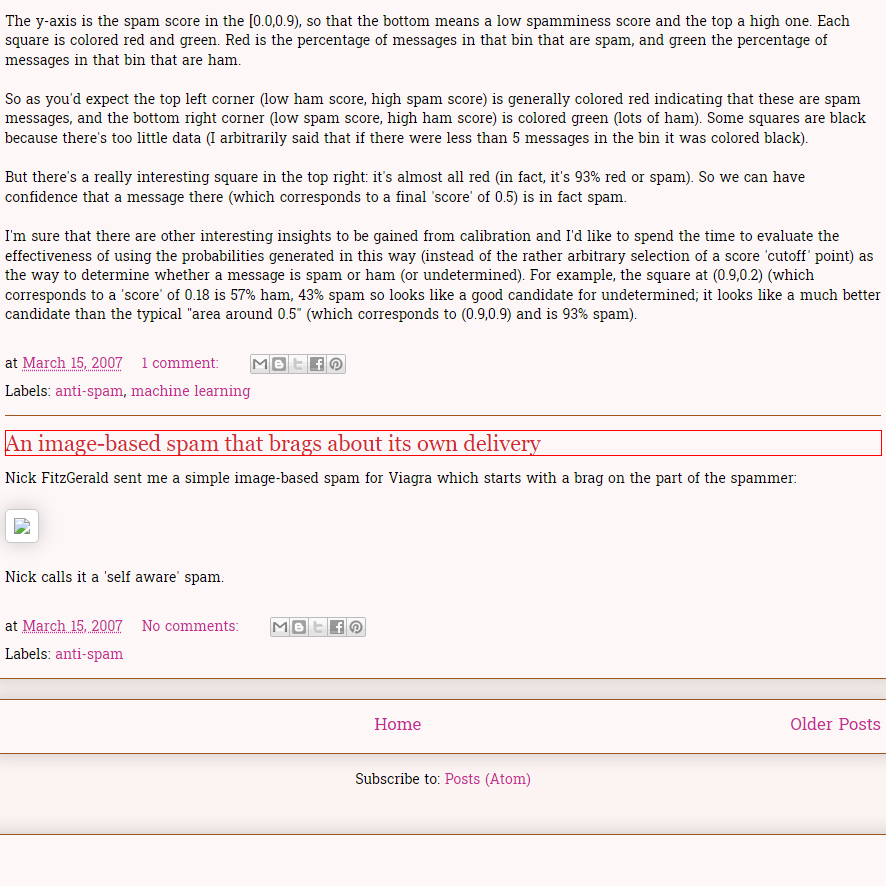 The y-axis is the spam score in the [0.0,0.9), so that the bottom means a low spamminess score and the top a high one. Each
square is colored red and green. Red is the percentage of messages in that bin that are spam, and green the percentage of
messages in that bin that are ham.
So as you'd expect the top left corner (low ham score, high spam score) is generally colored red indicating that these are spam
messages, and the bottom right corner (low spam score, high ham score) is colored green (lots of ham). Some squares are black
because there's too little data (I arbitrarily said that if there were less than 5 messages in the bin it was colored black).
But there's a really interesting square in the top right: it's almost all red (in fact, it's 93% red or spam). So we can have
confidence that a message there (which corresponds to a final 'score' of 0.5) is in fact spam.
I'm sure that there are other interesting insights to be gained from calibration and I'd like to spend the time to evaluate the
effectiveness of using the probabilities generated in this way (instead of the rather arbitrary selection of a score 'cutoff' point) as
the way to determine whether a message is spam or ham (or undetermined). For example, the square at (0.9,0.2) (which
corresponds to a 'score' of 0.18 is 57% ham, 43% spam so looks like a good candidate for undetermined; it looks like a much better
candidate than the typical "area around 0.5" (which corresponds to (0.9,0.9) and is 93% spam).
at March 15, 2007 1 comment:
Labels: anti-spam, machine learning
An image-based spam that brags about its own delivery
Nick FitzGerald sent me a simple image-based spam for Viagra which starts with a brag on the part of the spammer:
Nick calls it a 'self aware' spam.
at March 15, 2007 No comments:
Labels: anti-spam
Home Older Posts
Subscribe to: Posts (Atom)